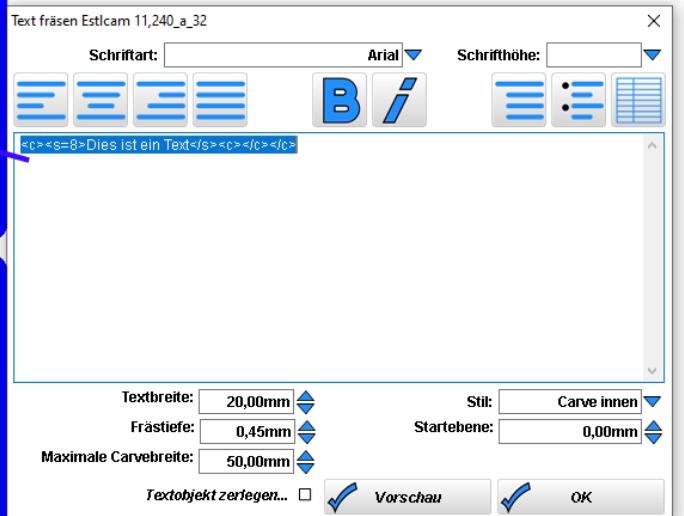 Text fräsen Estlcam 11,240_a_32
Schriftart: Arial Schrifthöhe:
B i
<c><s=8>Dies ist ein Text</s><c></c></c>
Textbreite: 20,00mm Stil: Carve innen
Frästiefe: 0,45mm Startebene: 0,00mm
Maximale Carvebreite: 50,00mm
Textobjekt zerlegen... Vorschau OK